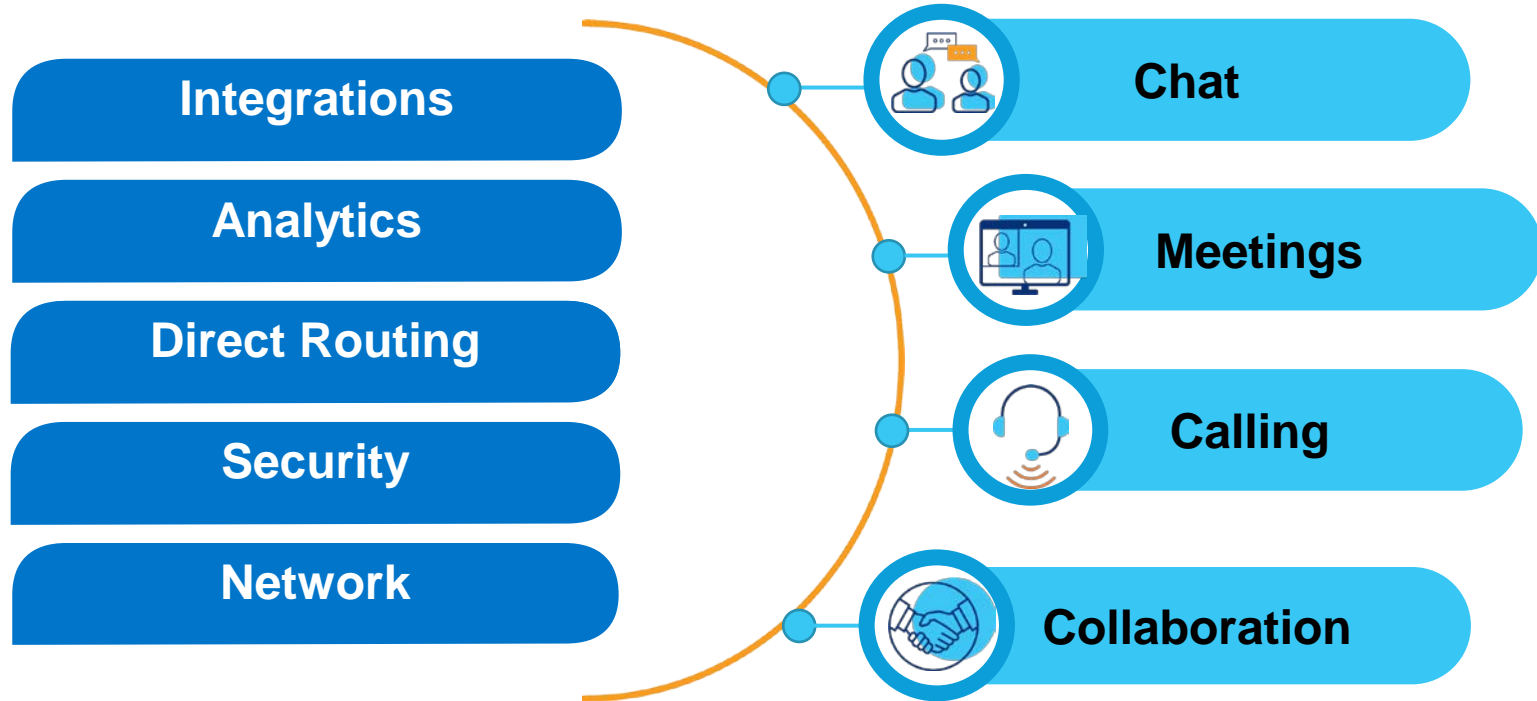 Integrations
Analytics
Direct Routing
Security
Network
Chat
Meetings
Calling
Collaboration